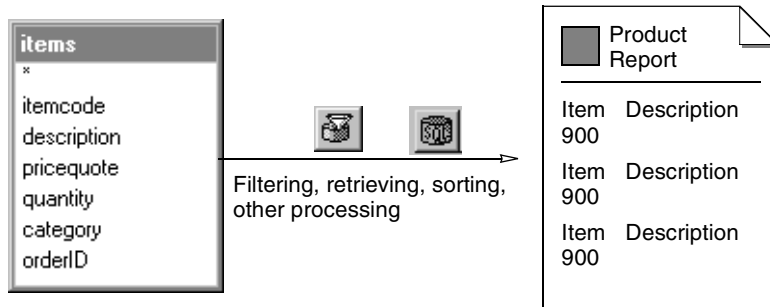 items
*
itemcode
description
pricequote
quantity
category
orderID
SQL
Filtering, retrieving, sorting,
other processing
Product
Report
Item Description
900
Item Description
900
Item Description
900